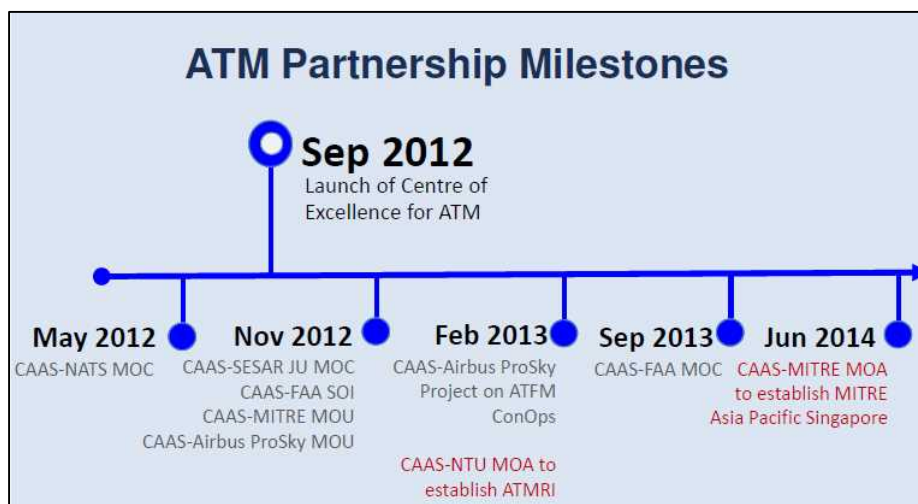 ATM Partnership Milestones
Sep 2012
Launch of Centre of
Excellence for ATM
May 2012
CAAS-NATS MOC
Nov 2012
CAAS-SESAR JU MOC
CAAS-FAA SOI
CAAS-MITRE MOU
CAAS-Airbus ProSky MOU
Feb 2013
CAAS-Airbus ProSky
Project on ATFM
ConOps
CAAS-NTU MOA to
establish ATMRI
Sep 2013
CAAS-FAA MOC
Jun 2014
CAAS-MITRE MOA
to establish MITRE
Asia Pacific Singapore